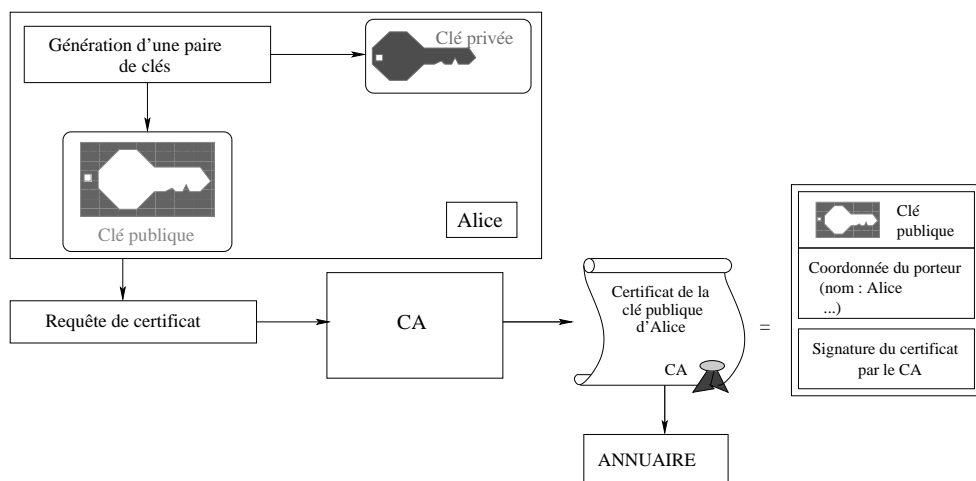 Génération d'une paire
de clés
Clé privée
Clé publique
Alice
Requête de certificat
CA
Certificat de la
clé publique
d'Alice
CA
=
Clé
publique
Coordonnée du porteur
(nom : Alice
...)
Signature du certificat
par le CA
ANNUAIRE